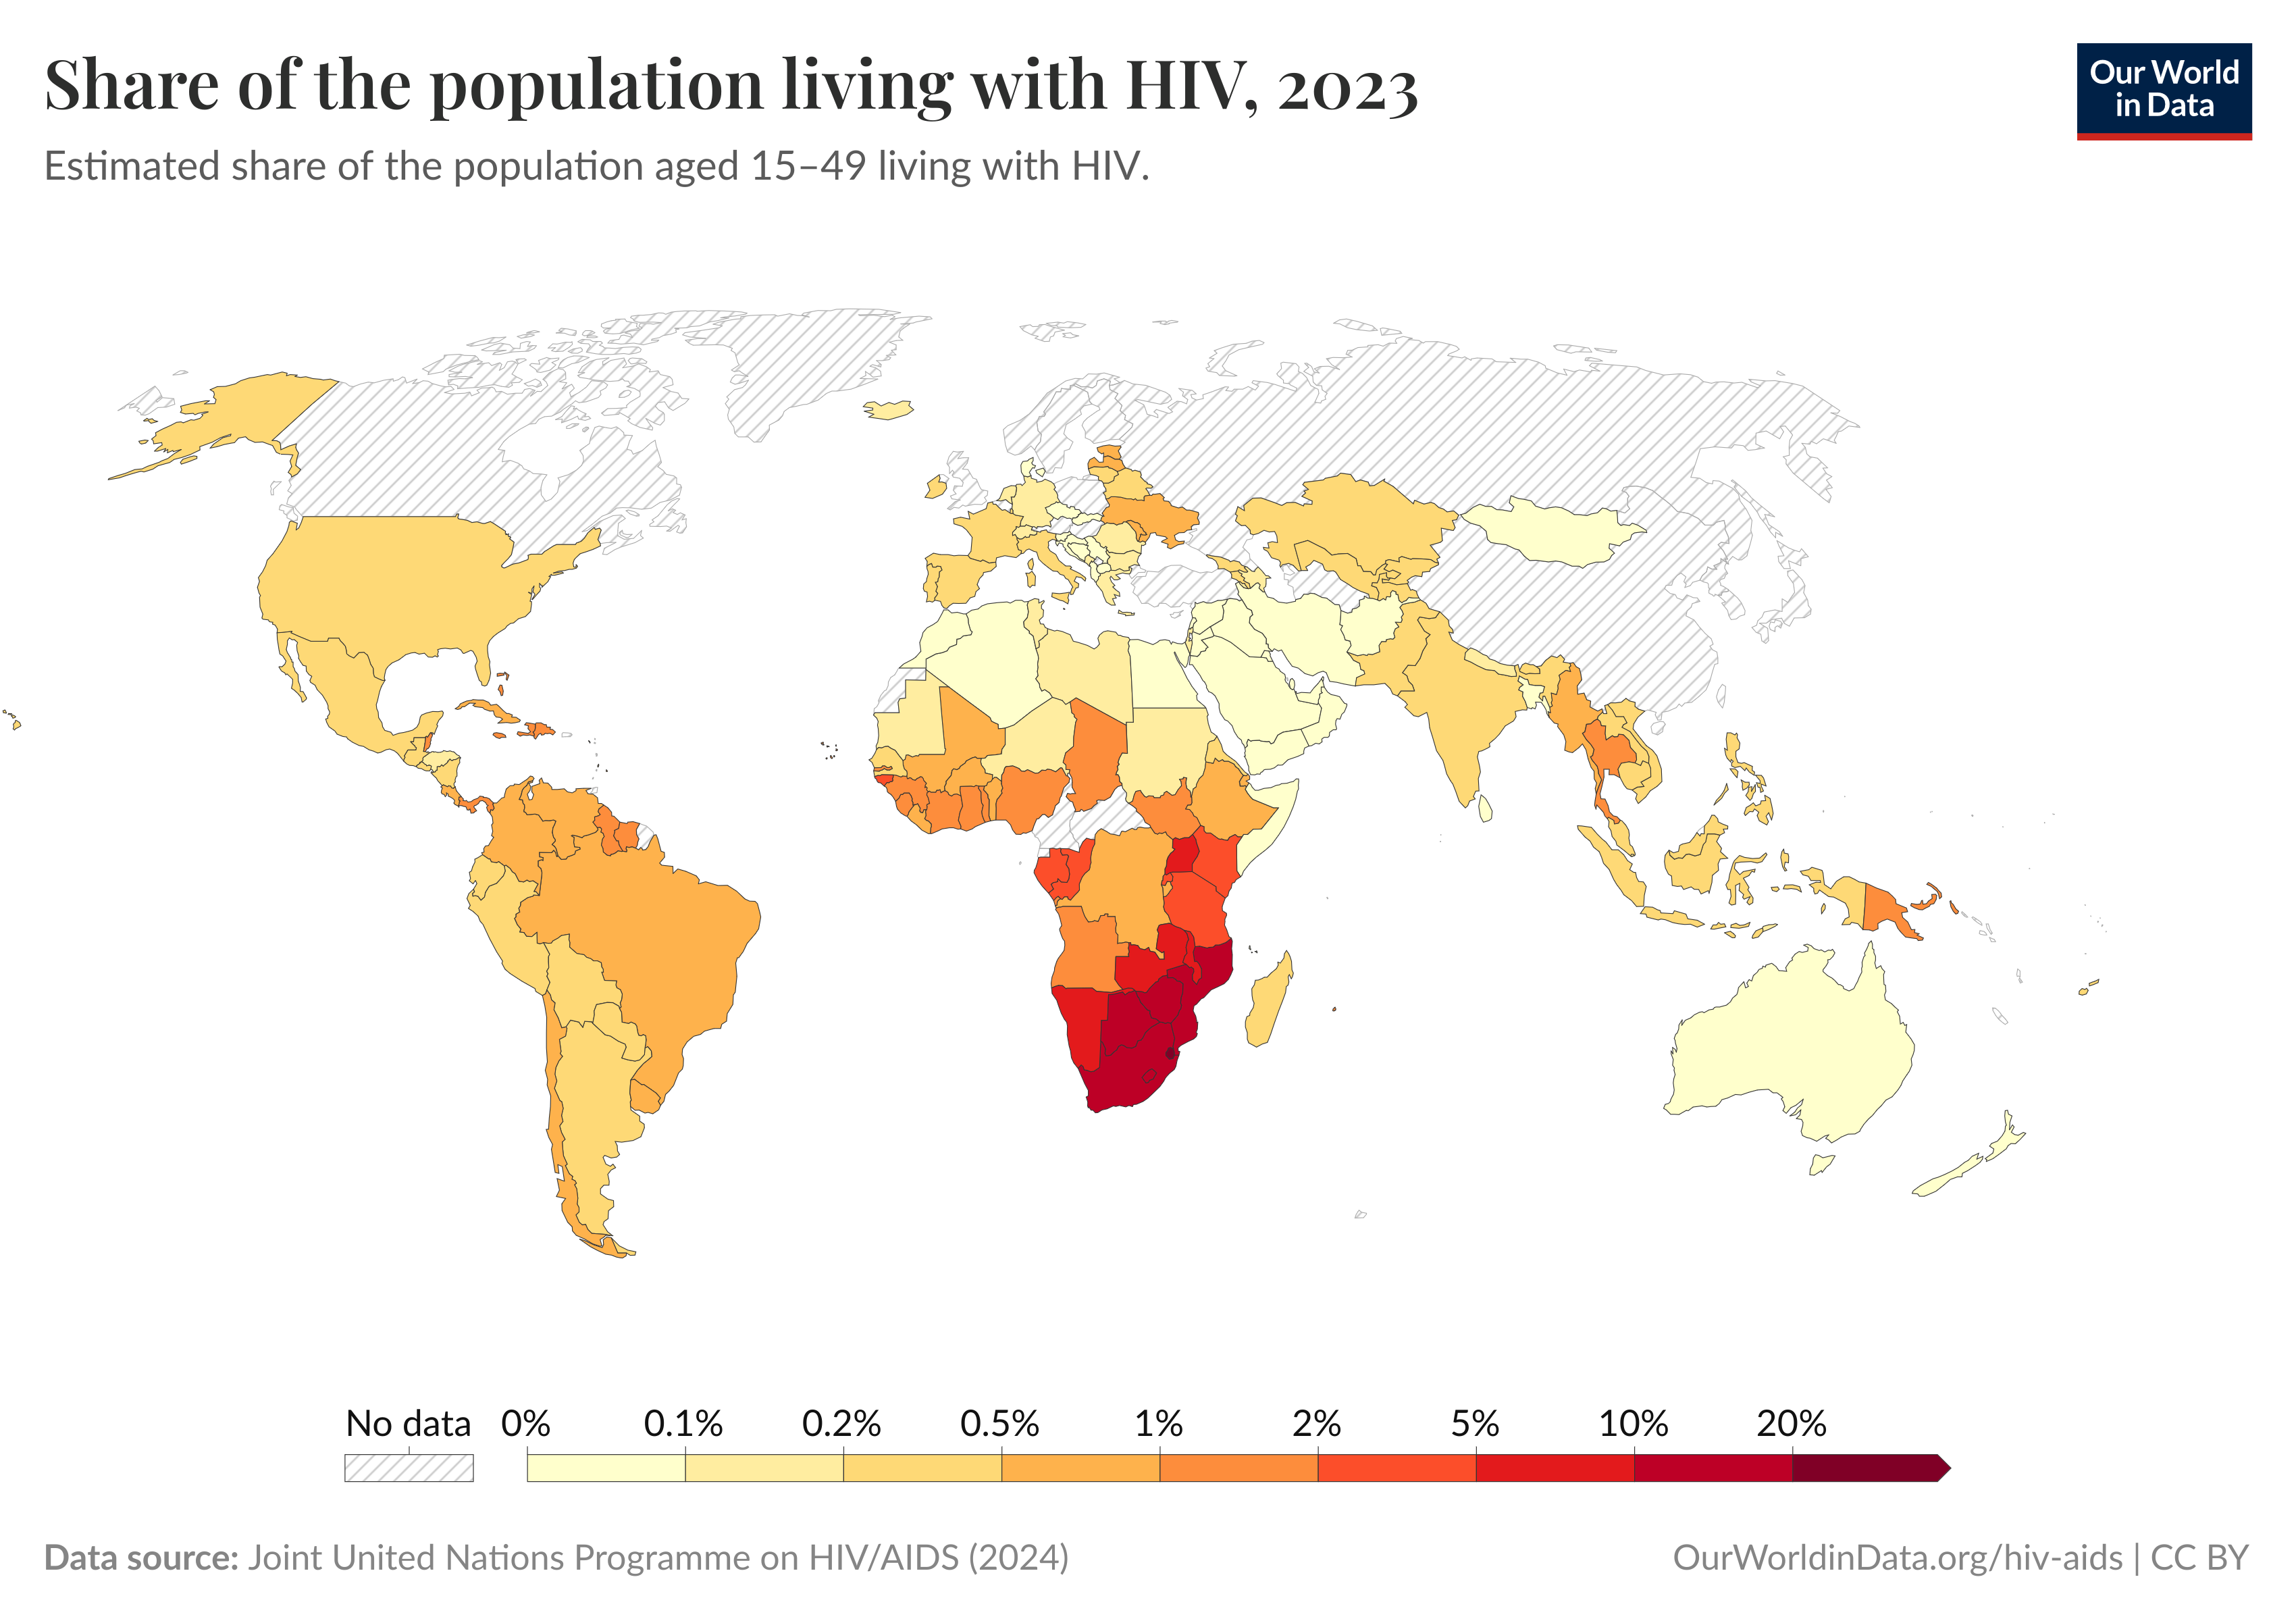 Share of the population living with HIV, 2023
Our World
in Data
Estimated share of the population aged 15–49 living with HIV.
No data 0% 0.1% 0.2% 0.5% 1% 2% 5% 10% 20%
Data source: Joint United Nations Programme on HIV/AIDS (2024)
OurWorldinData.org/hiv-aids | CC BY